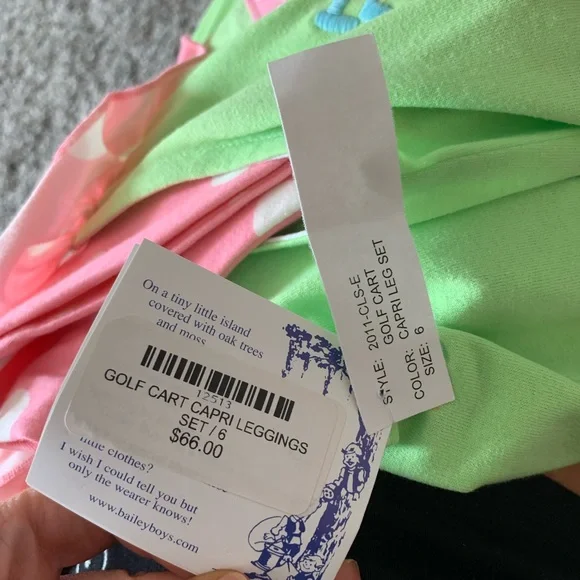 On a tiny little island
covered with oak trees
and moss
12513
GOLF CART CAPRI LEGGINGS
SET / 6
$66.00
little clothes?
I wish I could tell you but
only the wearer knows!
www.baileyboys.com
STYLE: 2011-CLS-E
GOLF CART
CAPRI LEG SET
COLOR:
SIZE: 6